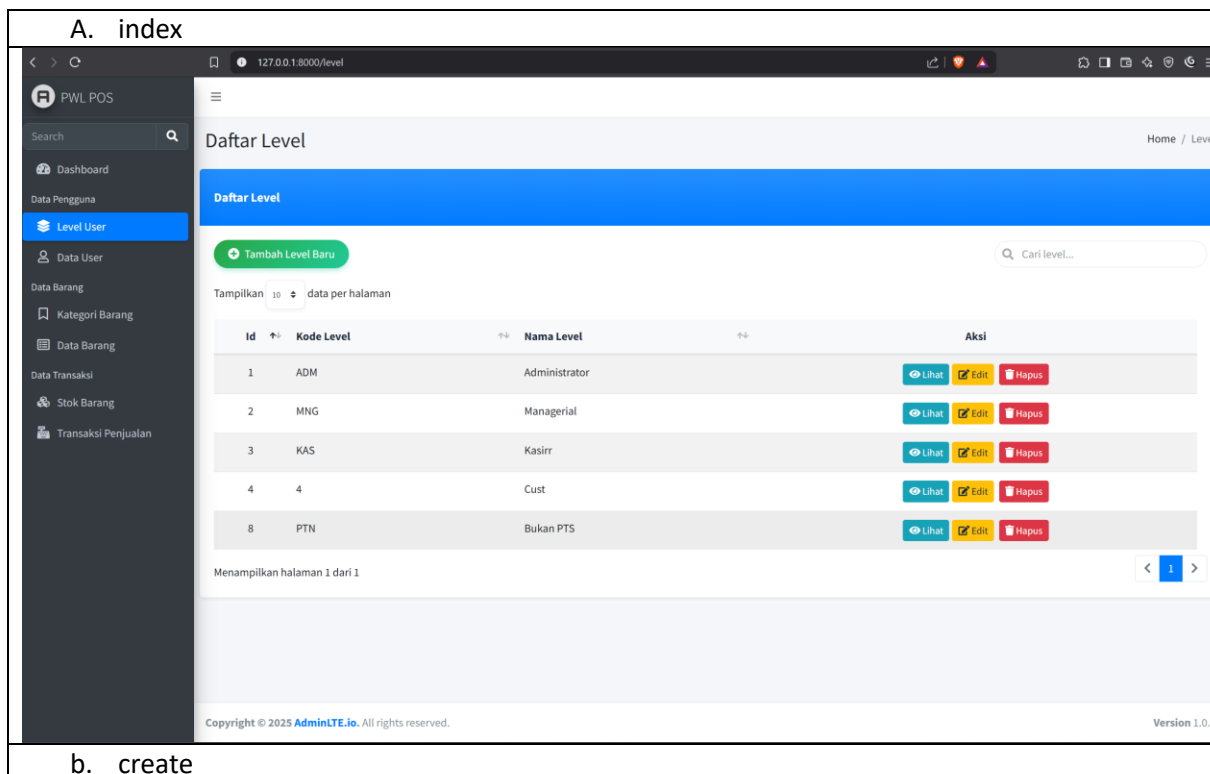 A. index
127.0.0.1:8000/level
PWL POS
Search
Daftar Level
Home / Leve
Dashboard
Data Pengguna
Daftar Level
Level User
Tambah Level Baru
Cari level...
Data User
Data Barang
Tampilkan 10 data per halaman
Kategori Barang
Id Kode Level Nama Level Aksi
Data Barang
1 ADM Administrator Lihat Edit Hapus
Data Transaksi
Stok Barang
2 MNG Managerial Lihat Edit Hapus
Transaksi Penjualan
3 KAS Kasirr Lihat Edit Hapus
4 4 Cust Lihat Edit Hapus
8 PTN Bukan PTS Lihat Edit Hapus
Menampilkan halaman 1 dari 1
1
Copyright © 2025 AdminLTE.io. All rights reserved.
Version 1.0.
b. create